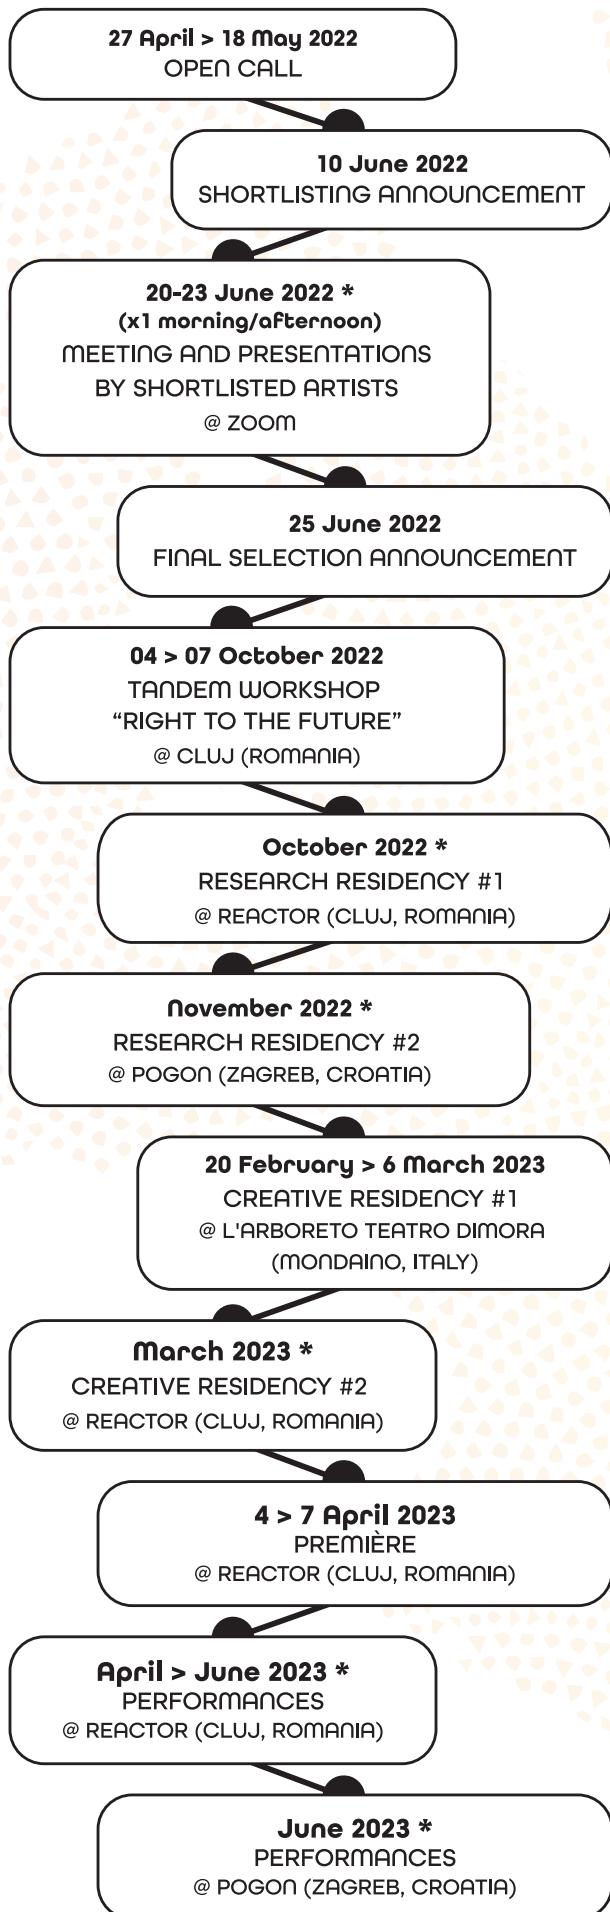 27 April > 18 May 2022
OPEN CALL
10 June 2022
SHORTLISTING ANNOUNCEMENT
20-23 June 2022 *
(x1 morning/afternoon)
MEETING AND PRESENTATIONS
BY SHORTLISTED ARTISTS
@ ZOOM
25 June 2022
FINAL SELECTION ANNOUNCEMENT
04 > 07 October 2022
TANDEM WORKSHOP
“RIGHT TO THE FUTURE”
@ CLUJ (ROMANIA)
October 2022 *
RESEARCH RESIDENCY #1
@ REACTOR (CLUJ, ROMANIA)
November 2022 *
RESEARCH RESIDENCY #2
@ POGON (ZAGREB, CROATIA)
20 February > 6 March 2023
CREATIVE RESIDENCY #1
@ L'ARBORETO TEATRO DIMORA
(MONDAINO, ITALY)
March 2023 *
CREATIVE RESIDENCY #2
@ REACTOR (CLUJ, ROMANIA)
4 > 7 April 2023
PREMIÈRE
@ REACTOR (CLUJ, ROMANIA)
April > June 2023 *
PERFORMANCES
@ REACTOR (CLUJ, ROMANIA)
June 2023 *
PERFORMANCES
@ POGON (ZAGREB, CROATIA)